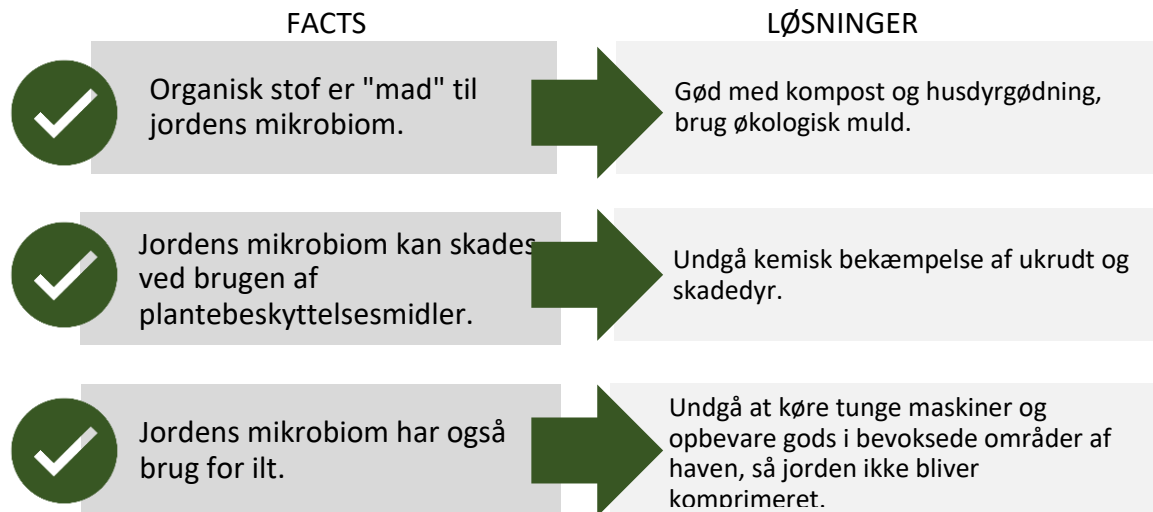 FACTS
LØSNINGER
Organisk stof er "mad" til
jordens mikrobiom.
Gød med kompost og husdyrgødning,
brug økologisk muld.
Jordens mikrobiom kan skades
ved brugen af
plantebeskyttelsesmidler.
Undgå kemisk bekæmpelse af ukrudt og
skadedyr.
Jordens mikrobiom har også
brug for ilt.
Undgå at køre tunge maskiner og
opbevare gods i bevoksede områder af
haven, så jorden ikke bliver
komprimeret.